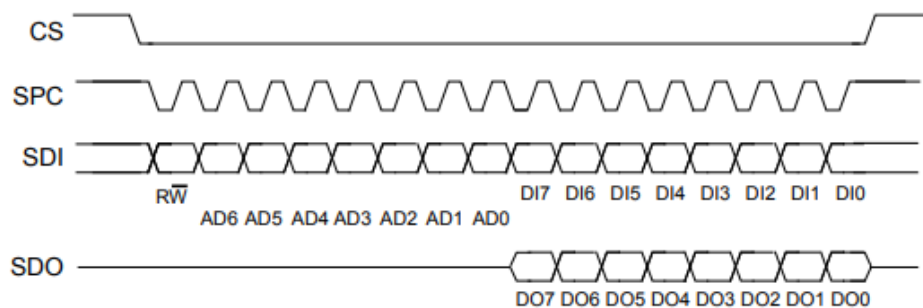 CS
SPC
SDI
RW̅ DI7 DI6 DI5 DI4 DI3 DI2 DI1 DI0
AD6 AD5 AD4 AD3 AD2 AD1 AD0
SDO
DO7 DO6 DO5 DO4 DO3 DO2 DO1 DO0